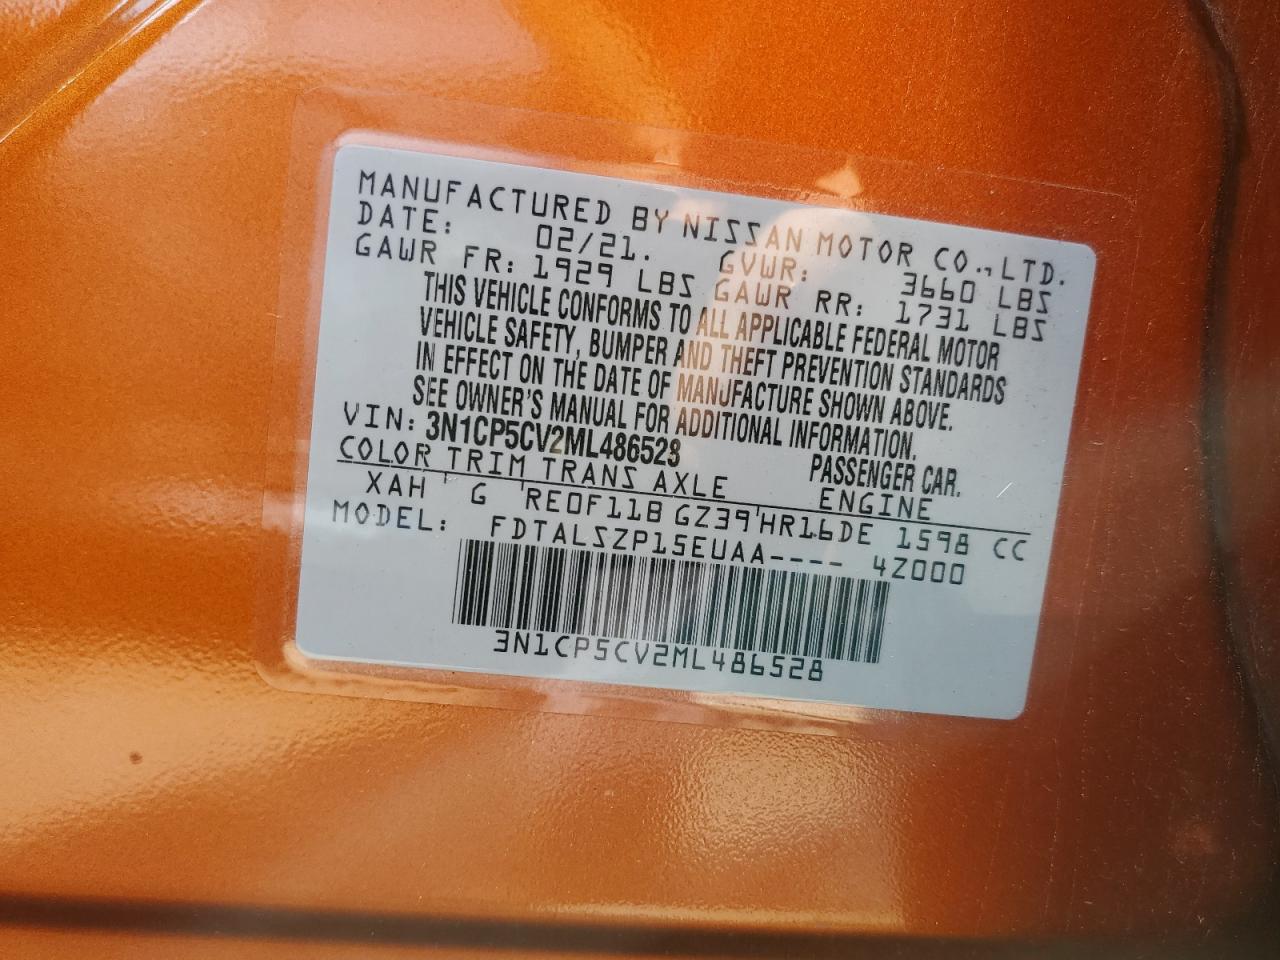 MANUFACTURED BY NISSAN MOTOR CO.,LTD.
DATE: 02/21. GVWR: 3660 LBS
GAWR FR: 1929 LBS GAWR RR: 1731 LBS
THIS VEHICLE CONFORMS TO ALL APPLICABLE FEDERAL MOTOR
VEHICLE SAFETY, BUMPER AND THEFT PREVENTION STANDARDS
IN EFFECT ON THE DATE OF MANUFACTURE SHOWN ABOVE.
SEE OWNER'S MANUAL FOR ADDITIONAL INFORMATION.
VIN: 3N1CP5CV2ML486528 PASSENGER CAR.
COLOR TRIM TRANS AXLE ENGINE
XAH ' G 'RE0F11B GZ39'HR16DE 1598 CC
MODEL: FDTALSZP15EUAA---- 4Z000
3N1CP5CV2ML486528